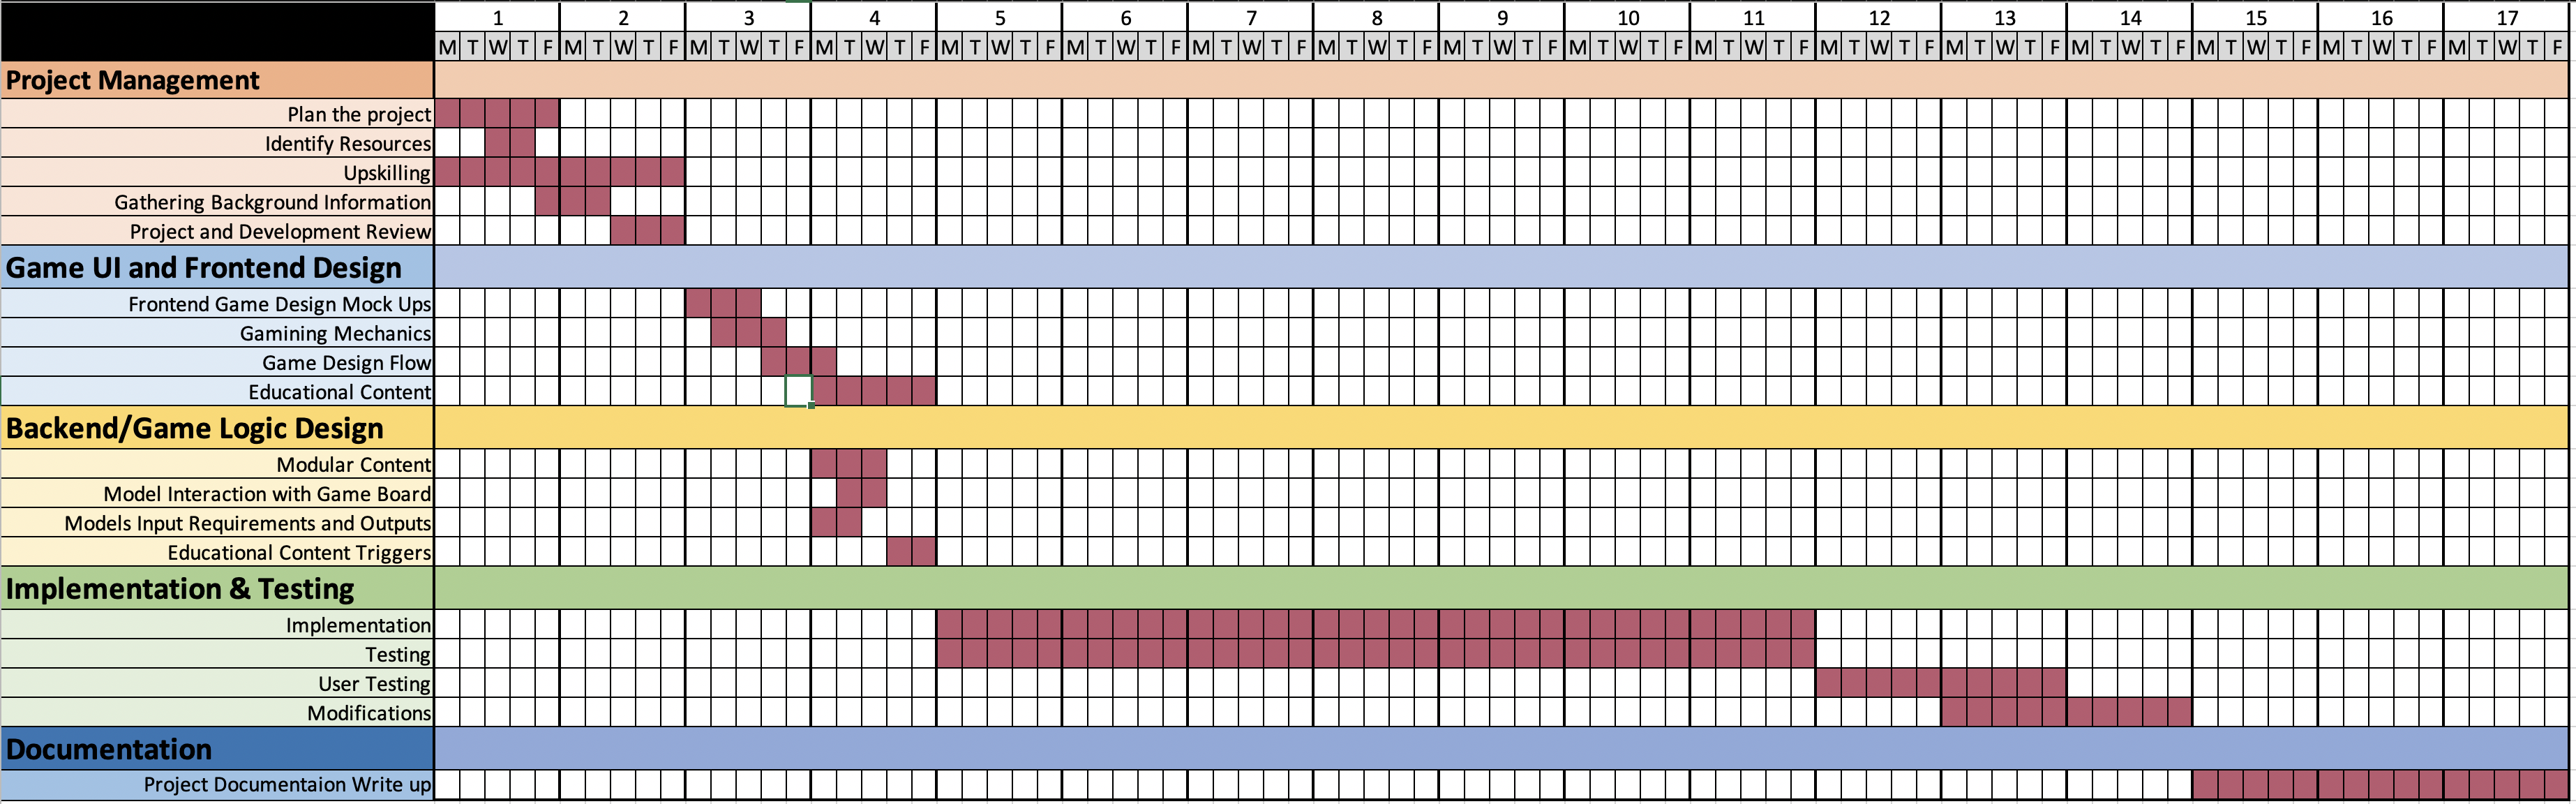 1 2 3 4 5 6 7 8 9 10 11 12 13 14 15 16 17
M T W T F M T W T F M T W T F M T W T F M T W T F M T W T F M T W T F M T W T F M T W T F M T W T F M T W T F M T W T F M T W T F M T W T F M T W T F M T W T F M T W T F
Project Management
Plan the project
Identify Resources
Upskilling
Gathering Background Information
Project and Development Review
Game UI and Frontend Design
Frontend Game Design Mock Ups
Gamining Mechanics
Game Design Flow
Educational Content
Backend/Game Logic Design
Modular Content
Model Interaction with Game Board
Models Input Requirements and Outputs
Educational Content Triggers
Implementation & Testing
Implementation
Testing
User Testing
Modifications
Documentation
Project Documentaion Write up